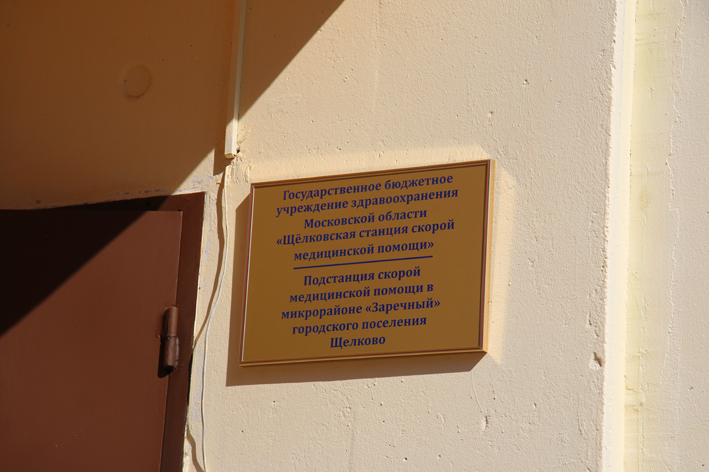 Государственное бюджетное
учреждение здравоохранения
Московской области
«Щёлковская станция скорой
медицинской помощи»
Подстанция скорой
медицинской помощи в
микрорайоне «Заречный»
городского поселения
Щелково